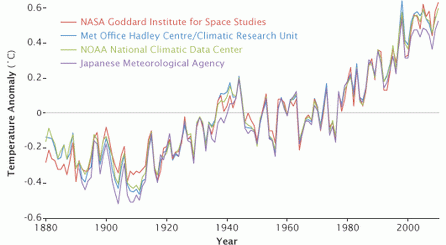 0.6
NASA Goddard Institute for Space Studies
Met Office Hadley Centre/Climatic Research Unit
NOAA National Climatic Data Center
Japanese Meteorological Agency
0.4
0.2
0
-0.2
-0.4
-0.6
Temperature Anomaly (˚C)
1880 1900 1920 1940 1960 1980 2000
Year